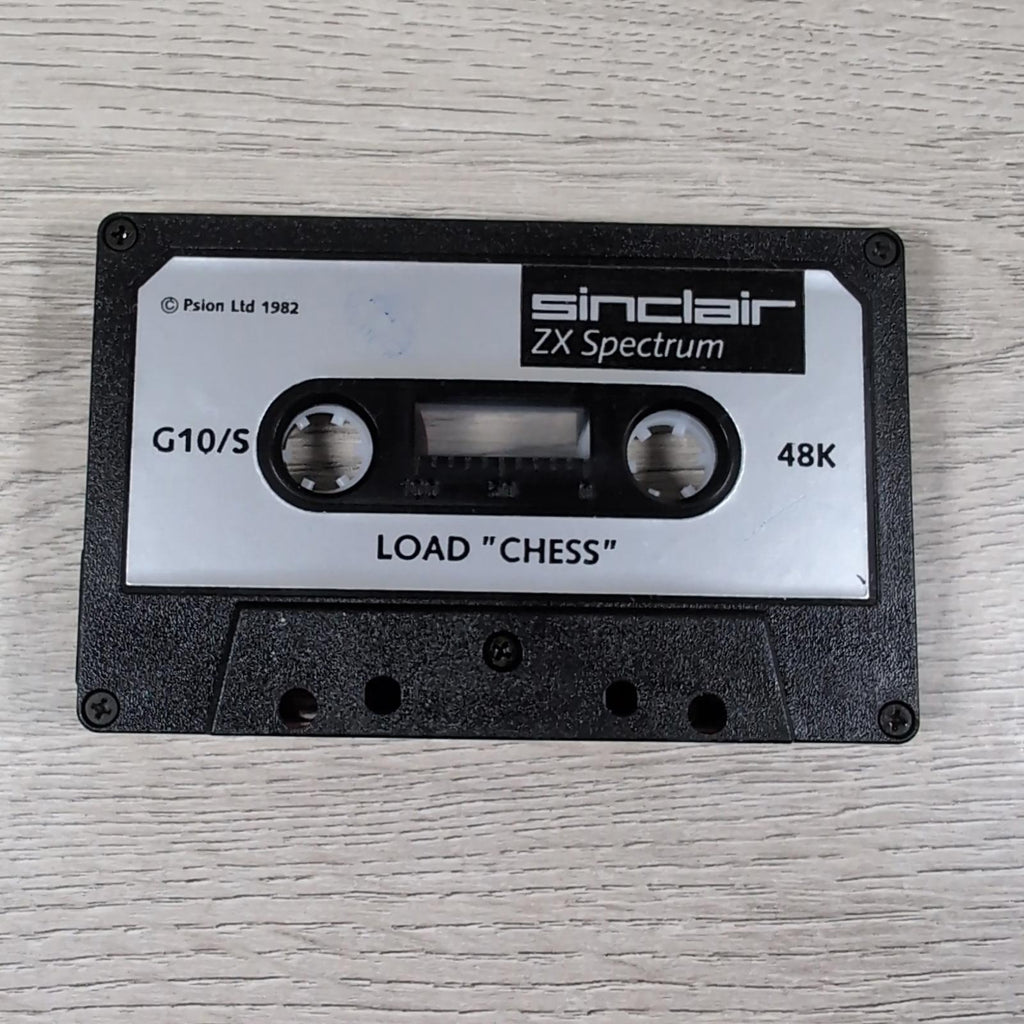 © Psion Ltd 1982
sinclair
ZX Spectrum
G10/S
48K
LOAD "CHESS"